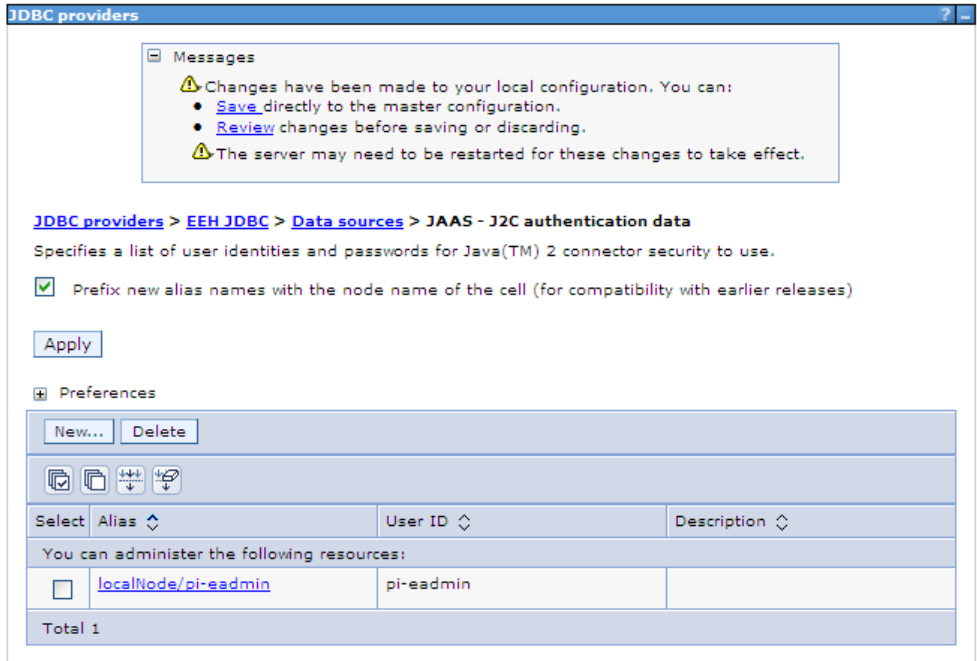 JDBC providers ? –
Messages
Changes have been made to your local configuration. You can:
• Save directly to the master configuration.
• Review changes before saving or discarding.
The server may need to be restarted for these changes to take effect.
JDBC providers > EEH JDBC > Data sources > JAAS - J2C authentication data
Specifies a list of user identities and passwords for Java(TM) 2 connector security to use.
Prefix new alias names with the node name of the cell (for compatibility with earlier releases)
Apply
Preferences
New... Delete
Select Alias User ID Description
You can administer the following resources:
localNode/pi-eadmin pi-eadmin
Total 1